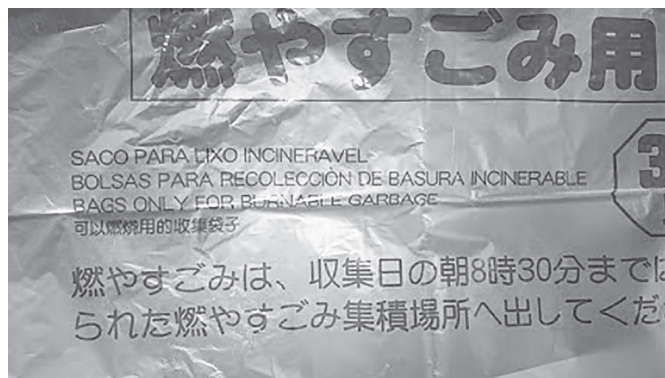 燃やすごみ用
SACO PARA LIXO INCINERAVEL
BOLSAS PARA RECOLECCIÒN DE BASURA INCINERABLE
BAGS ONLY FOR BURNABLE GARBAGE
可以燃烧用的收集袋子
3
燃やすごみは、収集日の朝8時30分まで
られた燃やすごみ集積場所へ出してくだ